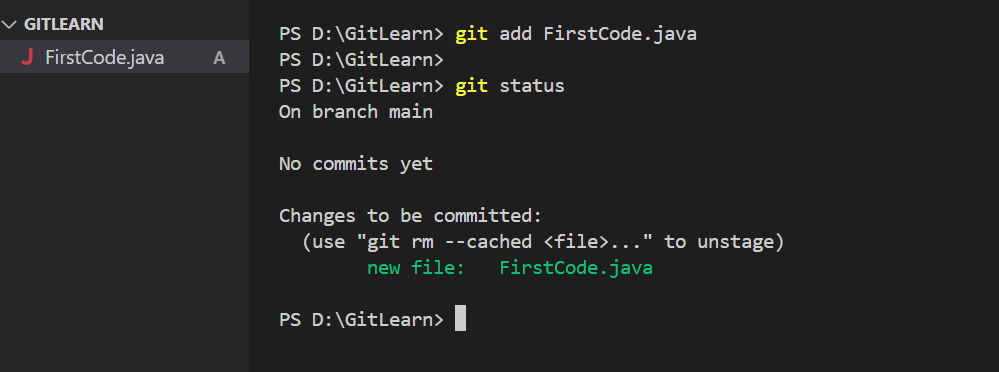 GITLEARN
J FirstCode.java A
PS D:\GitLearn> git add FirstCode.java
PS D:\GitLearn>
PS D:\GitLearn> git status
On branch main
No commits yet
Changes to be committed:
(use "git rm --cached <file>..." to unstage)
new file: FirstCode.java
PS D:\GitLearn>